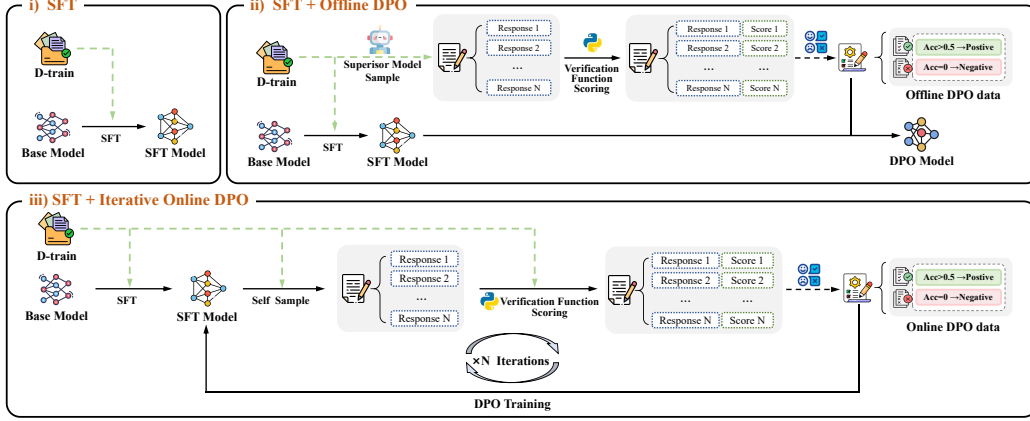 i) SFT
D-train
Base Model
SFT
SFT Model
ii) SFT + Offline DPO
D-train
Superior Model
Sample
Response 1
Response 2
...
Response N
Verification
Function
Scoring
Response 1 Score 1
Response 2 Score 2
... ...
Response N Score N
Acc>0.5 →Postive
Acc=0 →Negative
Offline DPO data
Base Model
SFT
SFT Model
DPO Model
iii) SFT + Iterative Online DPO
D-train
Base Model
SFT
SFT Model
Self Sample
Response 1
Response 2
...
Response N
Verification Function
Scoring
Response 1 Score 1
Response 2 Score 2
... ...
Response N Score N
Acc>0.5 →Postive
Acc=0 →Negative
Online DPO data
×N Iterations
DPO Training